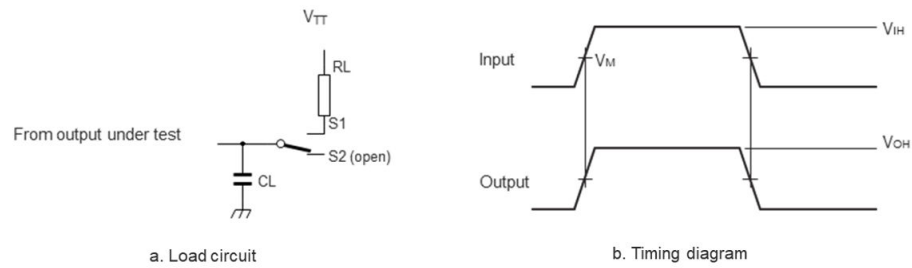 VTT
RL
S1
From output under test
S2 (open)
CL
a. Load circuit
VIH
Input
VM
VOH
Output
b. Timing diagram